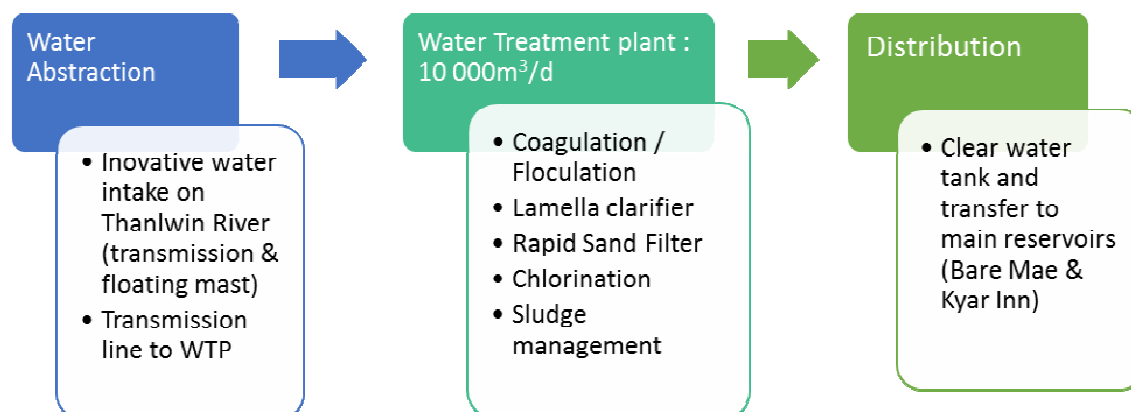 Water
Abstraction
• Inovative water
intake on
Thanlwin River
(transmission &
floating mast)
• Transmission
line to WTP
Water Treatment plant :
10 000m³/d
• Coagulation /
Floculation
• Lamella clarifier
• Rapid Sand Filter
• Chlorination
• Sludge
management
Distribution
• Clear water
tank and
transfer to
main reservoirs
(Bare Mae &
Kyar Inn)